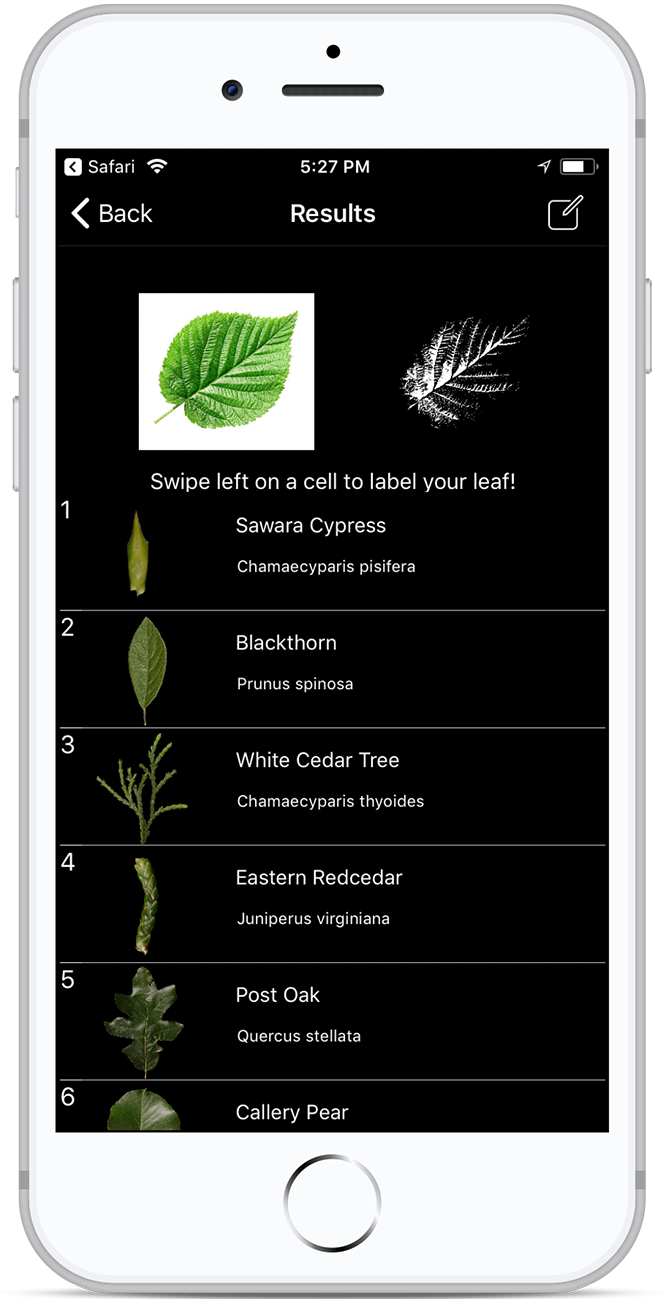 Safari
5:27 PM
Back
Results
Swipe left on a cell to label your leaf!
1
Sawara Cypress
Chamaecyparis pisifera
2
Blackthorn
Prunus spinosa
3
White Cedar Tree
Chamaecyparis thyoides
4
Eastern Redcedar
Juniperus virginiana
5
Post Oak
Quercus stellata
6
Callery Pear